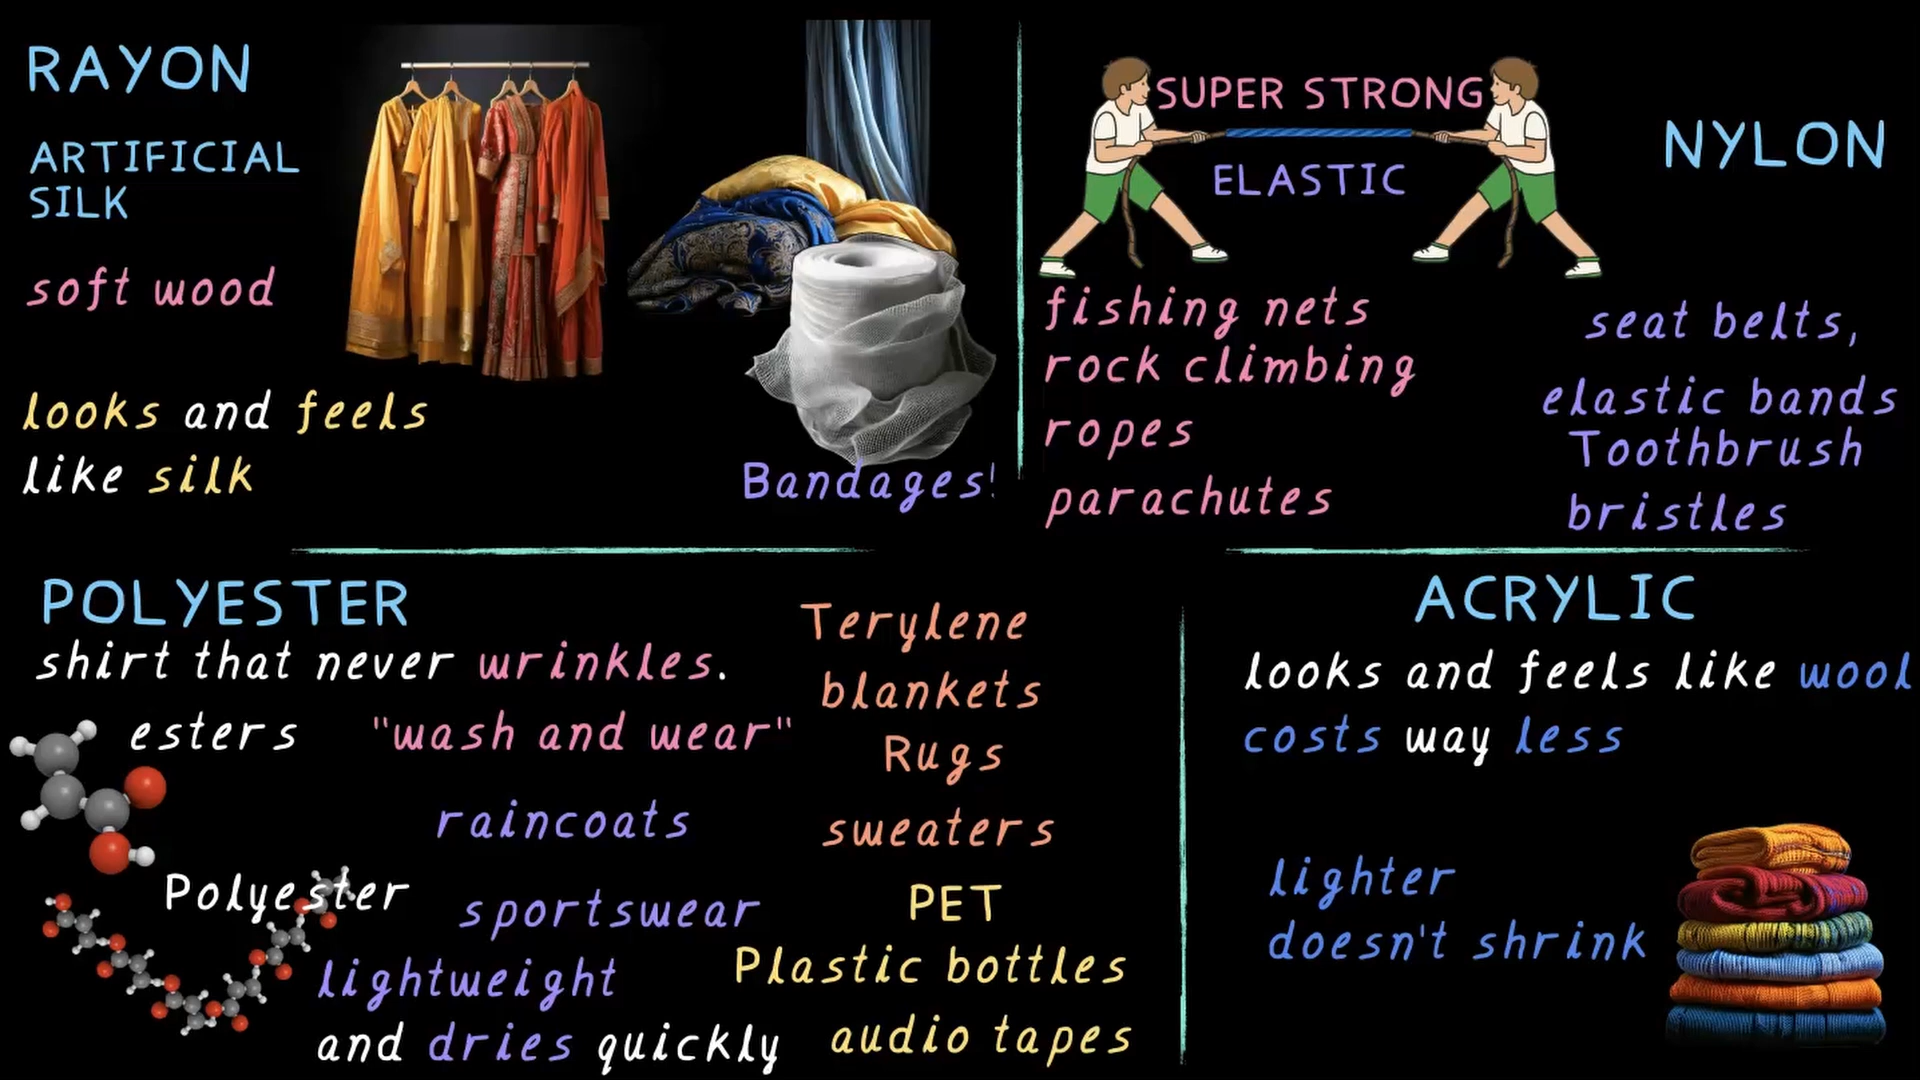 RAYON
ARTIFICIAL
SILK
soft wood
looks and feels
like silk
Bandages!
SUPER STRONG
ELASTIC
NYLON
fishing nets
rock climbing
ropes
parachutes
seat belts,
elastic bands
Toothbrush
bristles
POLYESTER
shirt that never wrinkles.
esters
"wash and wear"
raincoats
Polyester
sportswear
lightweight
and dries quickly
Terylene
blankets
Rugs
sweaters
PET
Plastic bottles
audio tapes
ACRYLIC
looks and feels like wool
costs way less
lighter
doesn't shrink